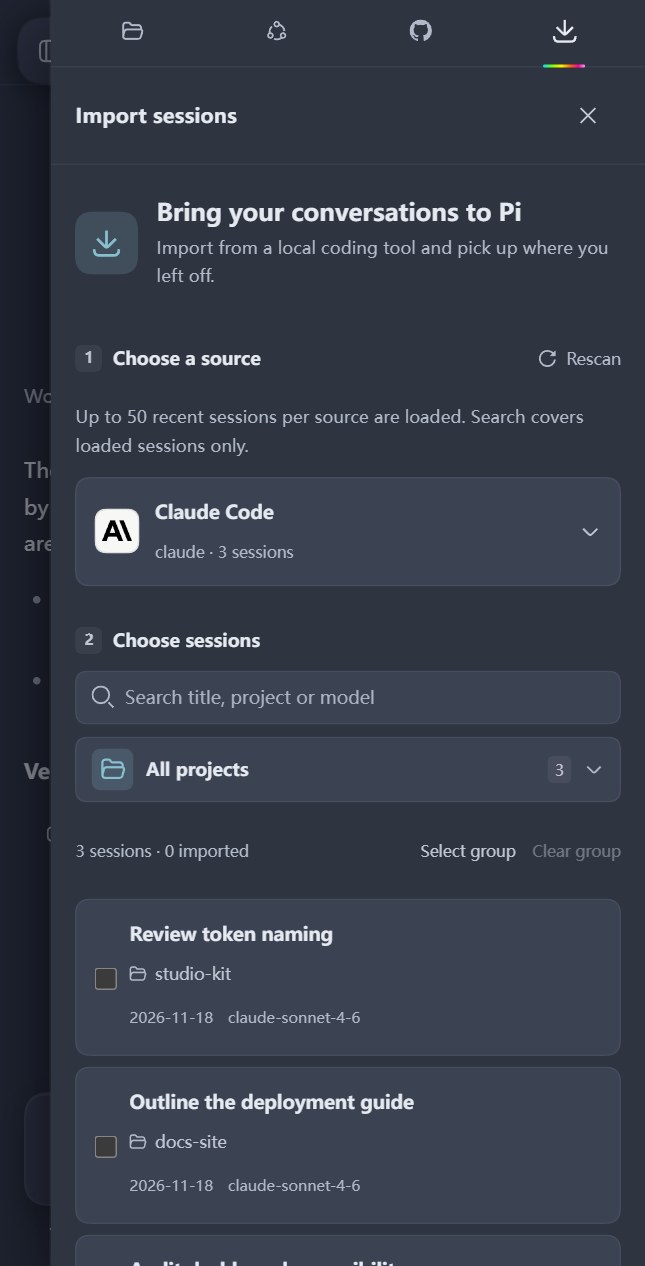 Import sessions
Bring your conversations to Pi
Import from a local coding tool and pick up where you
left off.
1 Choose a source
Rescan
Up to 50 recent sessions per source are loaded. Search covers
loaded sessions only.
Claude Code
claude · 3 sessions
2 Choose sessions
Search title, project or model
All projects
3
3 sessions · 0 imported
Select group Clear group
Review token naming
studio-kit
2026-11-18 claude-sonnet-4-6
Outline the deployment guide
docs-site
2026-11-18 claude-sonnet-4-6
by
are